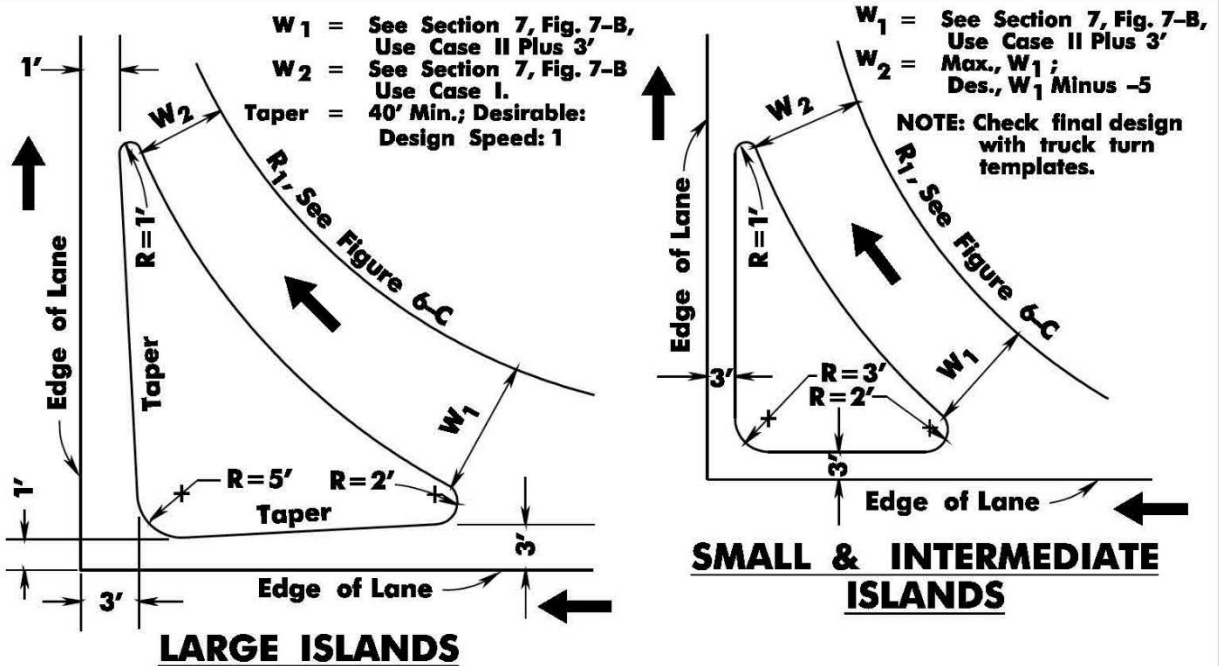 W1 = See Section 7, Fig. 7–B,
Use Case II Plus 3′
W2 = See Section 7, Fig. 7–B
Use Case I.
Taper = 40′ Min.; Desirable:
Design Speed: 1
1′
W2
R1, See Figure 6–C
R=1′
Edge of Lane
Taper
W1
R=5′
R=2′
Taper
1′
3′
Edge of Lane
3′
LARGE ISLANDS
W1 = See Section 7, Fig. 7–B,
Use Case II Plus 3′
W2 = Max., W1 ;
Des., W1 Minus –5
NOTE: Check final design
with truck turn
templates.
W2
R1, See Figure 6–C
R=1′
Edge of Lane
W1
3′
R=3′
R=2′
3′
Edge of Lane
SMALL & INTERMEDIATE
ISLANDS